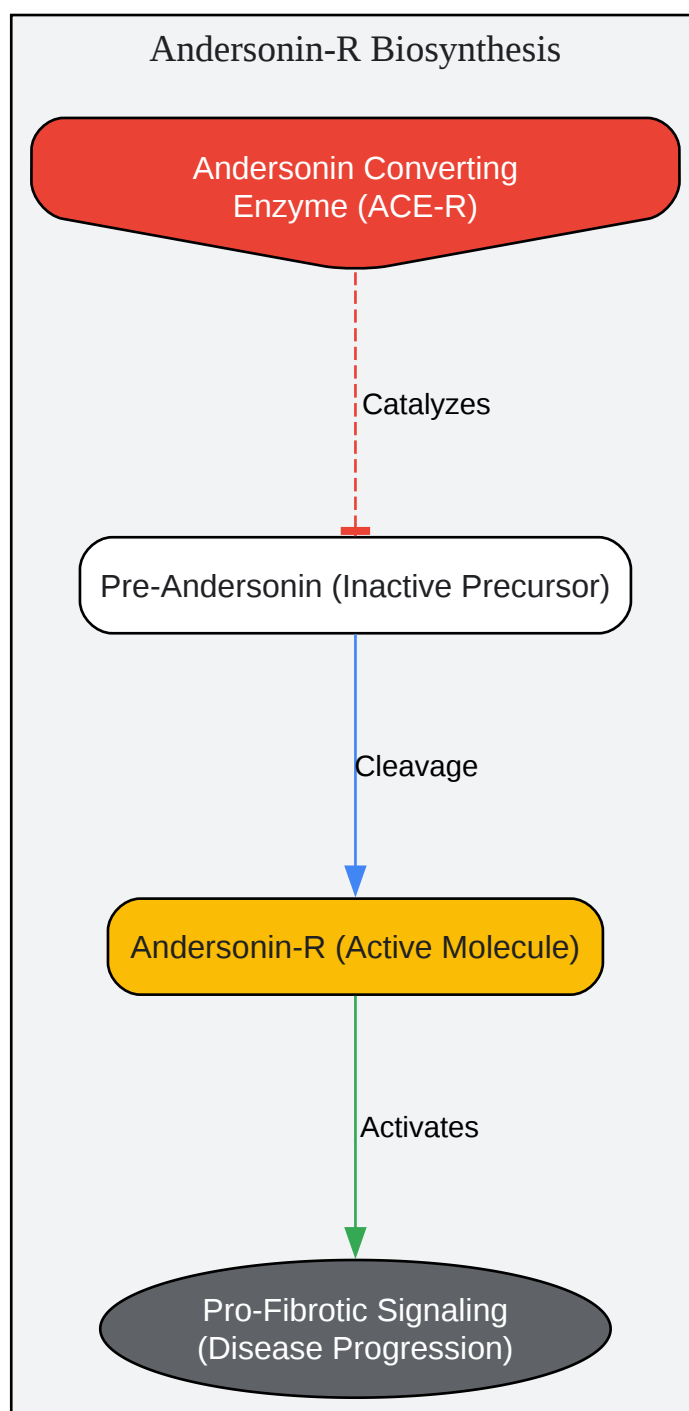 Andersonin-R Biosynthesis
Andersonin Converting
Enzyme (ACE-R)
Catalyzes
Pre-Andersonin (Inactive Precursor)
Cleavage
Andersonin-R (Active Molecule)
Activates
Pro-Fibrotic Signaling
(Disease Progression)